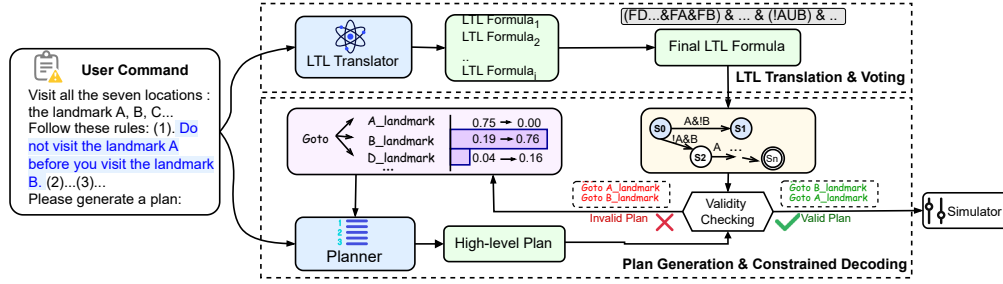 User Command
Visit all the seven locations :
the landmark A, B, C...
Follow these rules: (1). Do
not visit the landmark A
before you visit the landmark
B. (2)...(3)...
Please generate a plan:
LTL Translator
LTL Formula1
LTL Formula2
..
LTL Formulai
(FD...&FA&FB) & ... & (!AUB) & ..
Final LTL Formula
LTL Translation & Voting
Goto
A_landmark
B_landmark
D_landmark
...
0.75 → 0.00
0.19 → 0.76
0.04 → 0.16
S0
A&!B
S1
!A&B
S2
A
...
Sn
Goto A_landmark
Goto B_landmark
Invalid Plan
Validity
Checking
Goto B_landmark
Goto A_landmark
Valid Plan
Simulator
1
2
3
Planner
High-level Plan
Plan Generation & Constrained Decoding